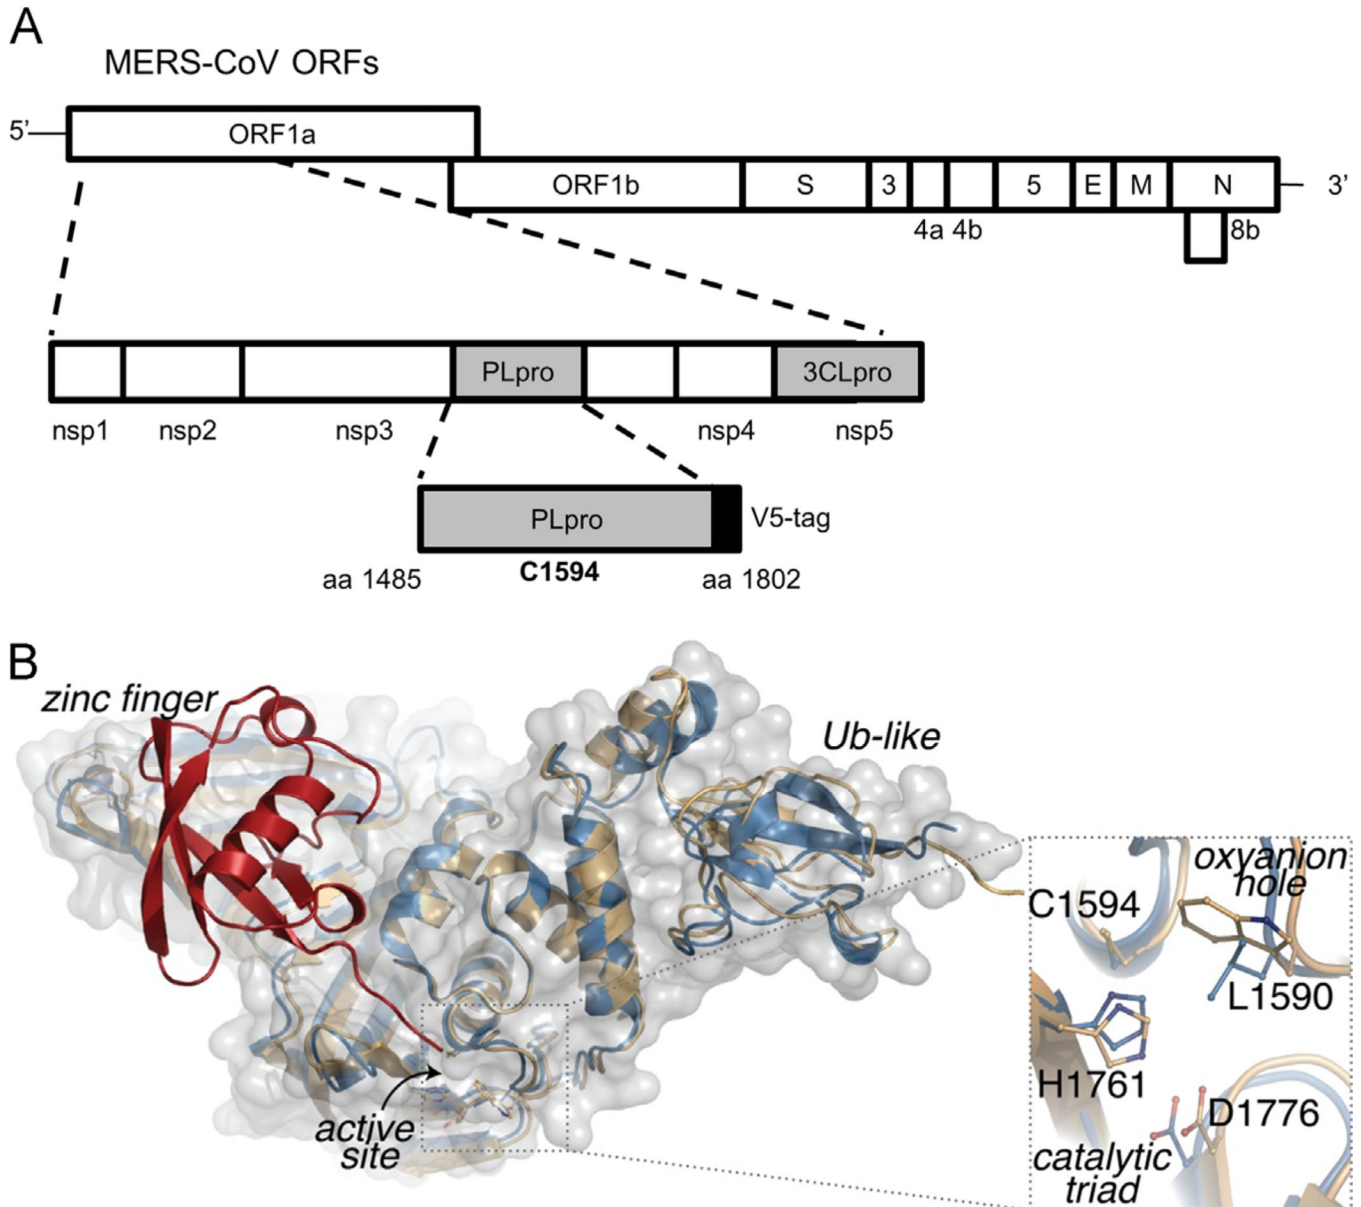 A
MERS-CoV ORFs
5’
ORF1a
ORF1b
S
3
5
E
M
N
3’
4a 4b
8b
PLpro
3CLpro
nsp1
nsp2
nsp3
nsp4
nsp5
PLpro
V5-tag
aa 1485
C1594
aa 1802
B
zinc finger
Ub-like
active
site
oxyanion
hole
C1594
L1590
H1761
D1776
catalytic
triad